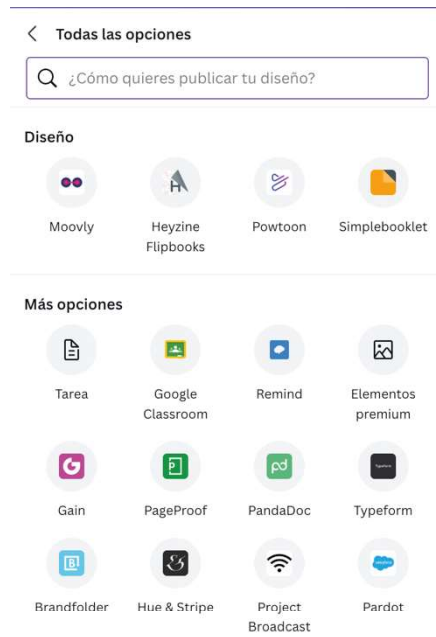 Todas las opciones
¿Cómo quieres publicar tu diseño?
Diseño
Moovly
Heyzine
Flipbooks
Powtoon
Simplebooklet
Más opciones
Tarea
Google
Classroom
Remind
Elementos
premium
Gain
PageProof
PandaDoc
Typeform
Brandfolder
Hue & Stripe
Project
Broadcast
Pardot